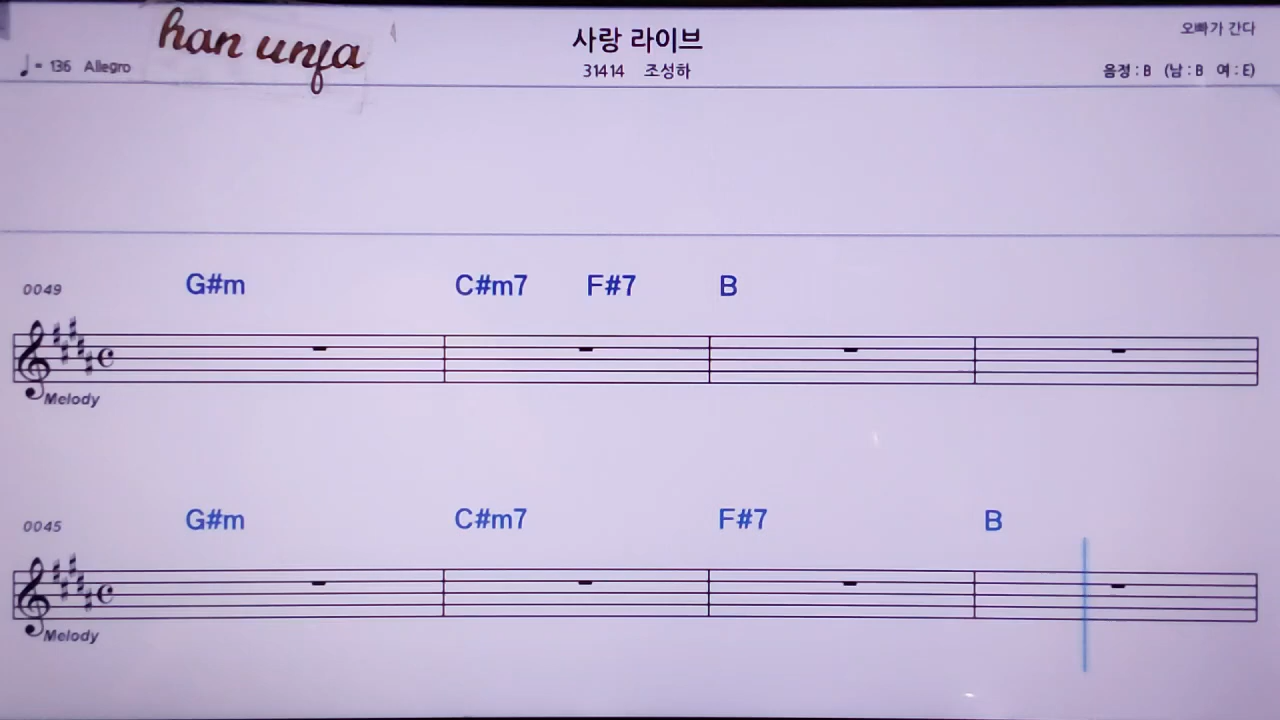 han unfa
사랑 라이브
오빠가 간다
♩= 136 Allegro
31414 조성하
음정 : B (남 : B 여 : E)
0049
G#m C#m7 F#7 B
Melody
0045
G#m C#m7 F#7 B
Melody